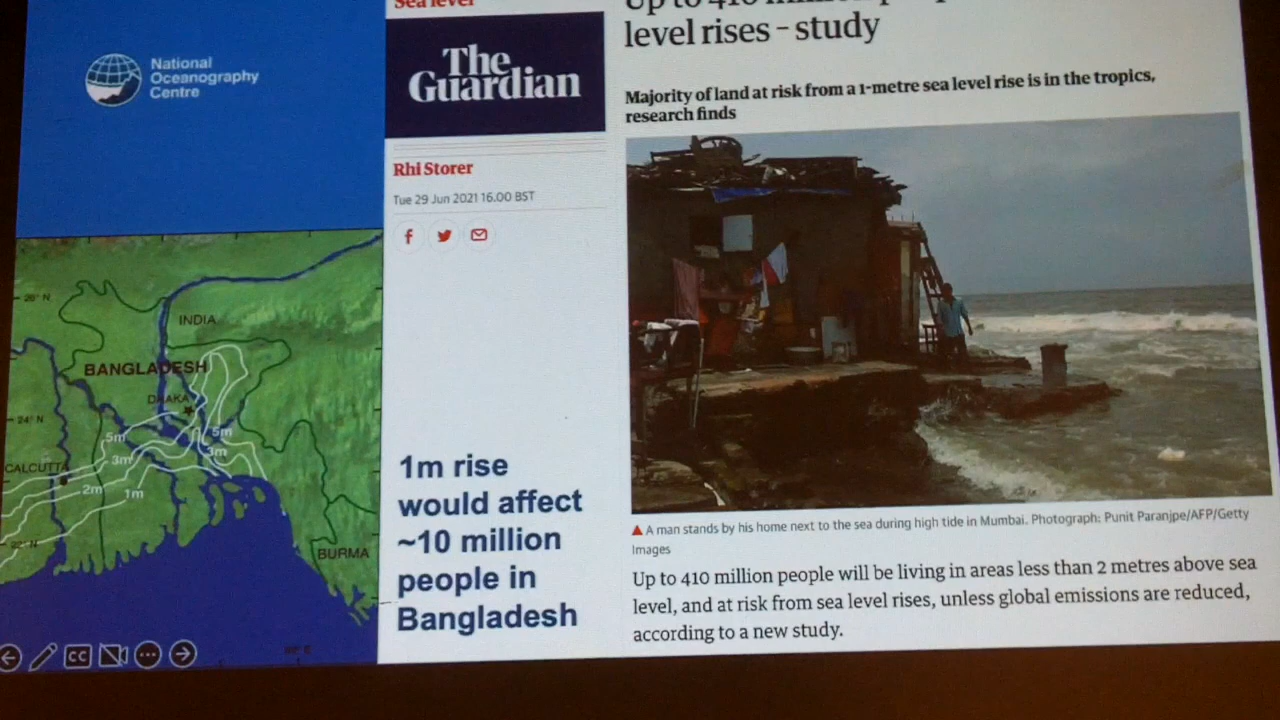 National
Oceanography
Centre
Sea level
The
Guardian
Rhi Storer
Tue 29 Jun 2021 16.00 BST
level rises – study
Majority of land at risk from a 1-metre sea level rise is in the tropics,
research finds
INDIA
BANGLADESH
DHAKA
26° N
24° N
22° N
CALCUTTA
5m
3m
2m
1m
5m
3m
BURMA
1m rise
would affect
~10 million
people in
Bangladesh
▲ A man stands by his home next to the sea during high tide in Mumbai. Photograph: Punit Paranjpe/AFP/Getty
Images
Up to 410 million people will be living in areas less than 2 metres above sea
level, and at risk from sea level rises, unless global emissions are reduced,
according to a new study.
CC